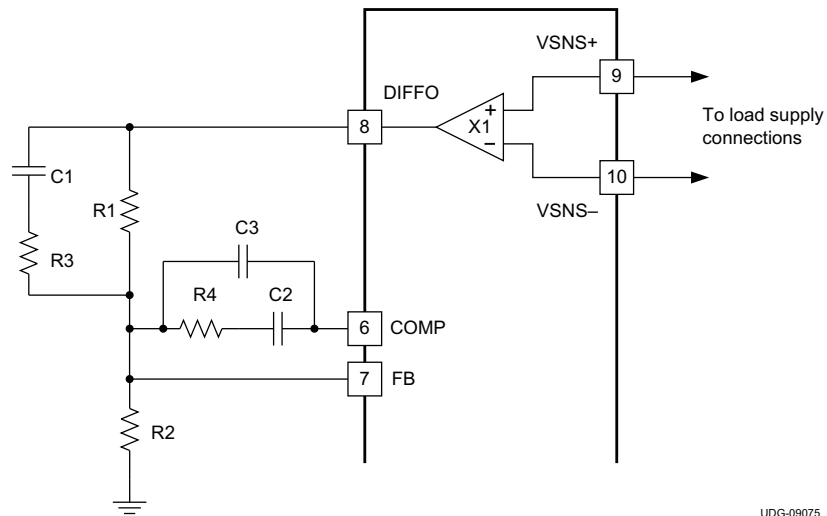 VSNS+
9
DIFFO
8
+
X1
–
To load supply
connections
10
VSNS–
C1
R1
R3
C3
R4
C2
6
COMP
7
FB
R2
UDG-09075